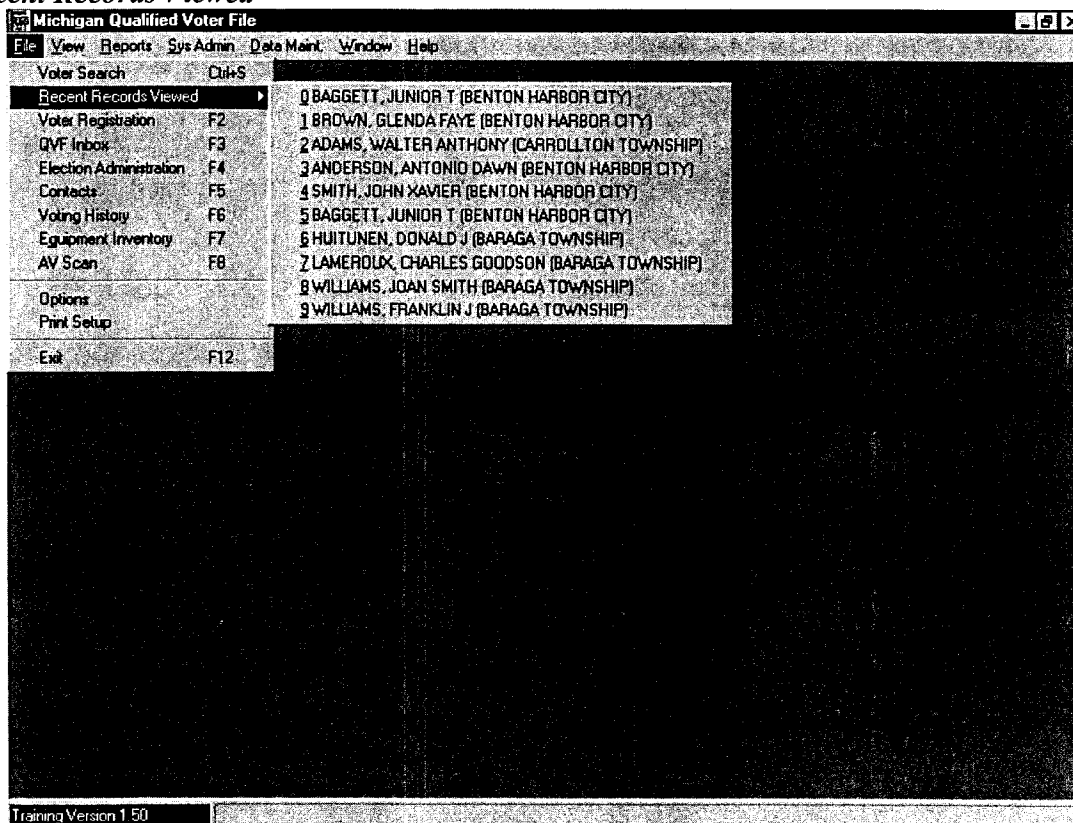 Recent Records Viewed
Michigan Qualified Voter File
File View Reports Sys Admin Data Maint. Window Help
Voter Search Ctrl+S
Recent Records Viewed
Voter Registration F2
QVF Inbox F3
Election Administration F4
Contacts F5
Voting History F6
Equipment Inventory F7
AV Scan F8
Options
Print Setup
Exit F12
0 BAGGETT, JUNIOR T (BENTON HARBOR CITY)
1 BROWN, GLENDA FAYE (BENTON HARBOR CITY)
2 ADAMS, WALTER ANTHONY (CARROLLTON TOWNSHIP)
3 ANDERSON, ANTONIO DAWN (BENTON HARBOR CITY)
4 SMITH, JOHN XAVIER (BENTON HARBOR CITY)
5 BAGGETT, JUNIOR T (BENTON HARBOR CITY)
6 HUITUNEN, DONALD J (BARAGA TOWNSHIP)
7 LAMEROUX, CHARLES GOODSON (BARAGA TOWNSHIP)
8 WILLIAMS, JOAN SMITH (BARAGA TOWNSHIP)
9 WILLIAMS, FRANKLIN J (BARAGA TOWNSHIP)
Training Version 1.50